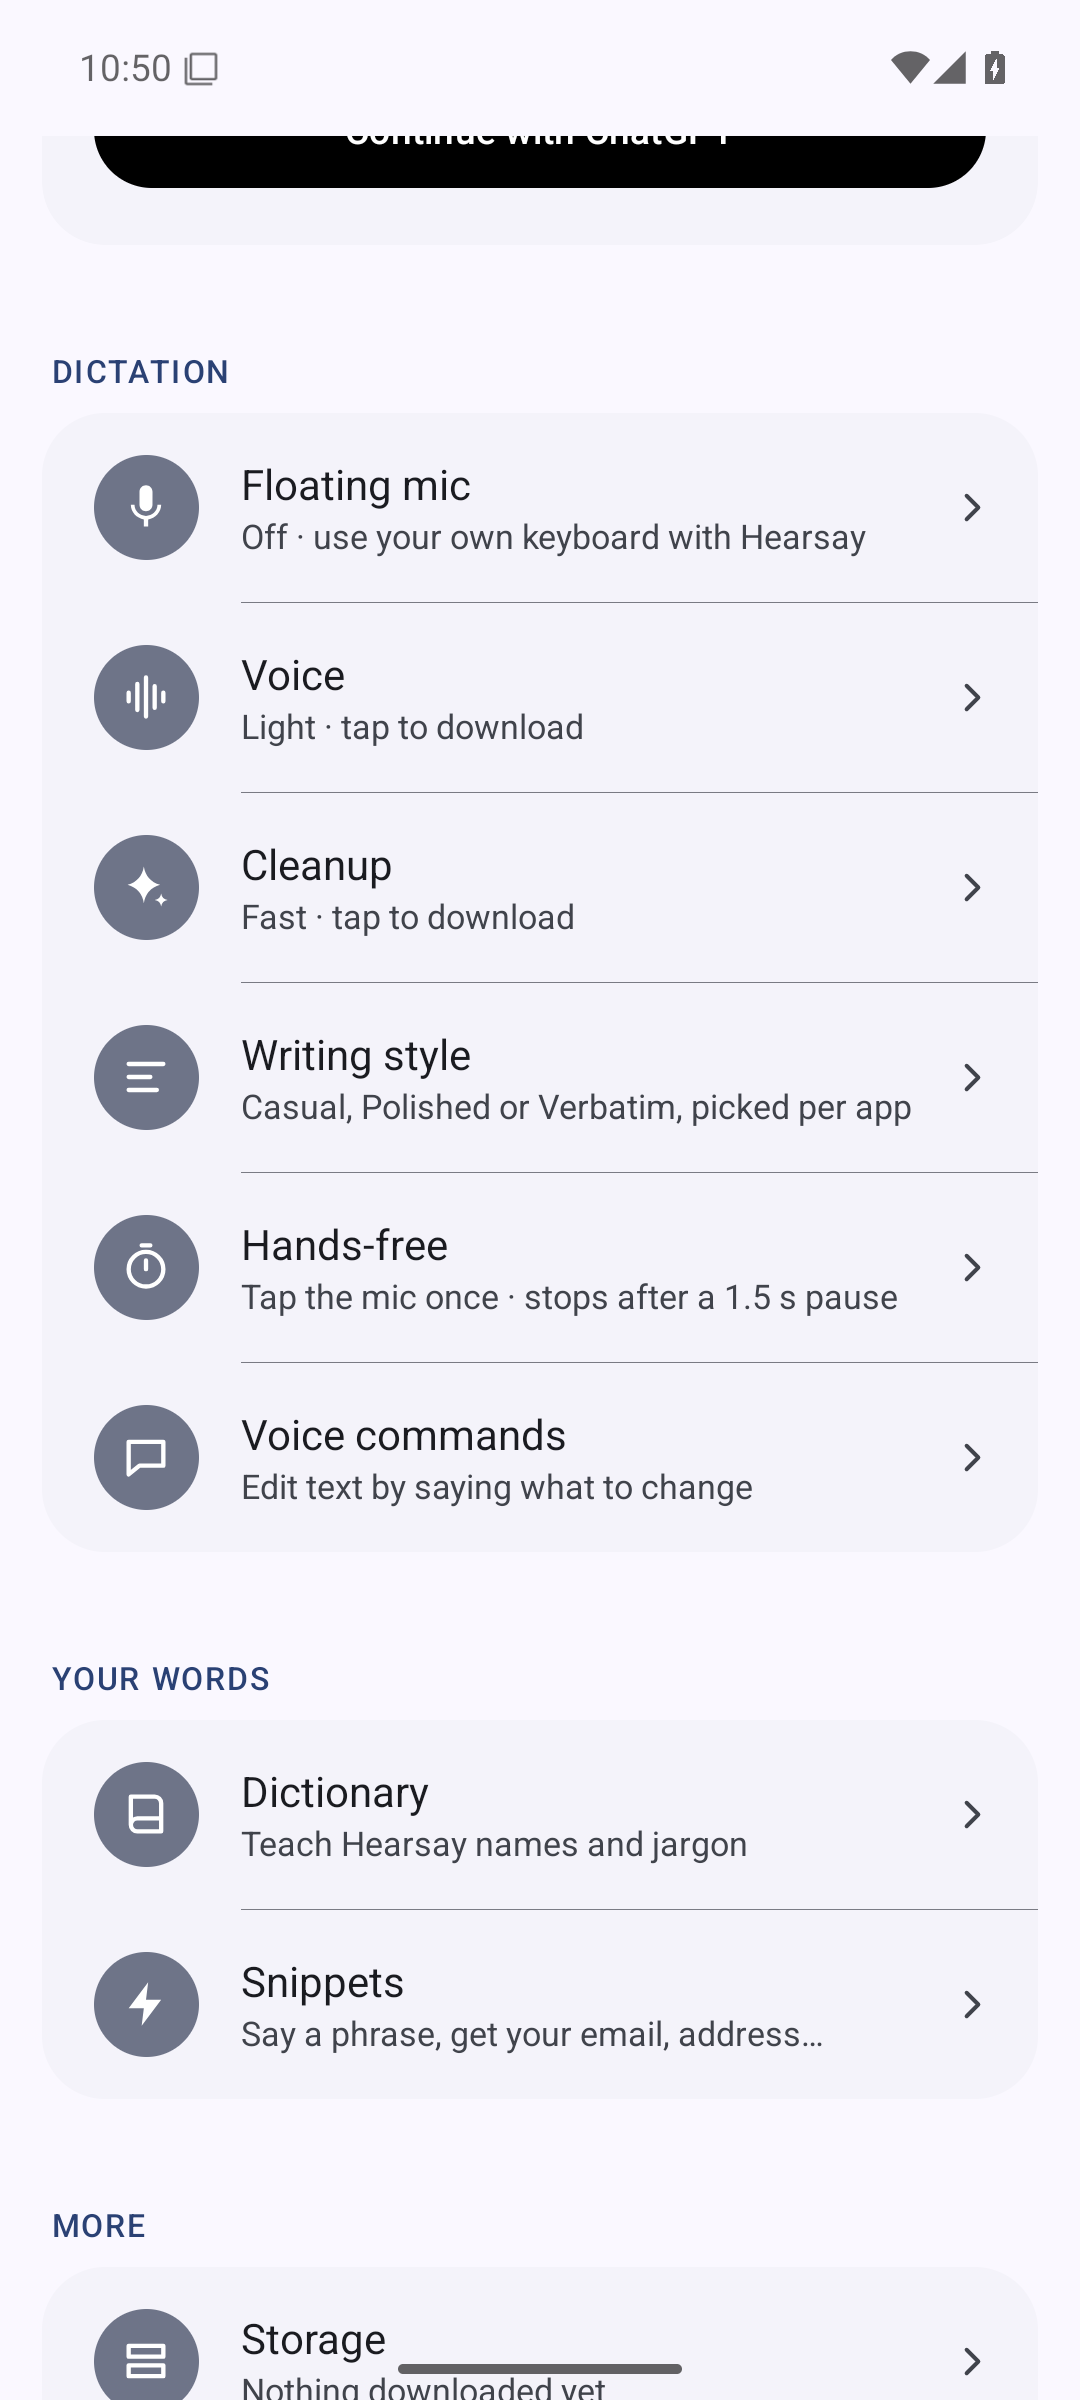 10:50
Continue with ChatGPT
DICTATION
Floating mic
Off · use your own keyboard with Hearsay
Voice
Light · tap to download
Cleanup
Fast · tap to download
Writing style
Casual, Polished or Verbatim, picked per app
Hands-free
Tap the mic once · stops after a 1.5 s pause
Voice commands
Edit text by saying what to change
YOUR WORDS
Dictionary
Teach Hearsay names and jargon
Snippets
Say a phrase, get your email, address…
MORE
Storage
Nothing downloaded yet